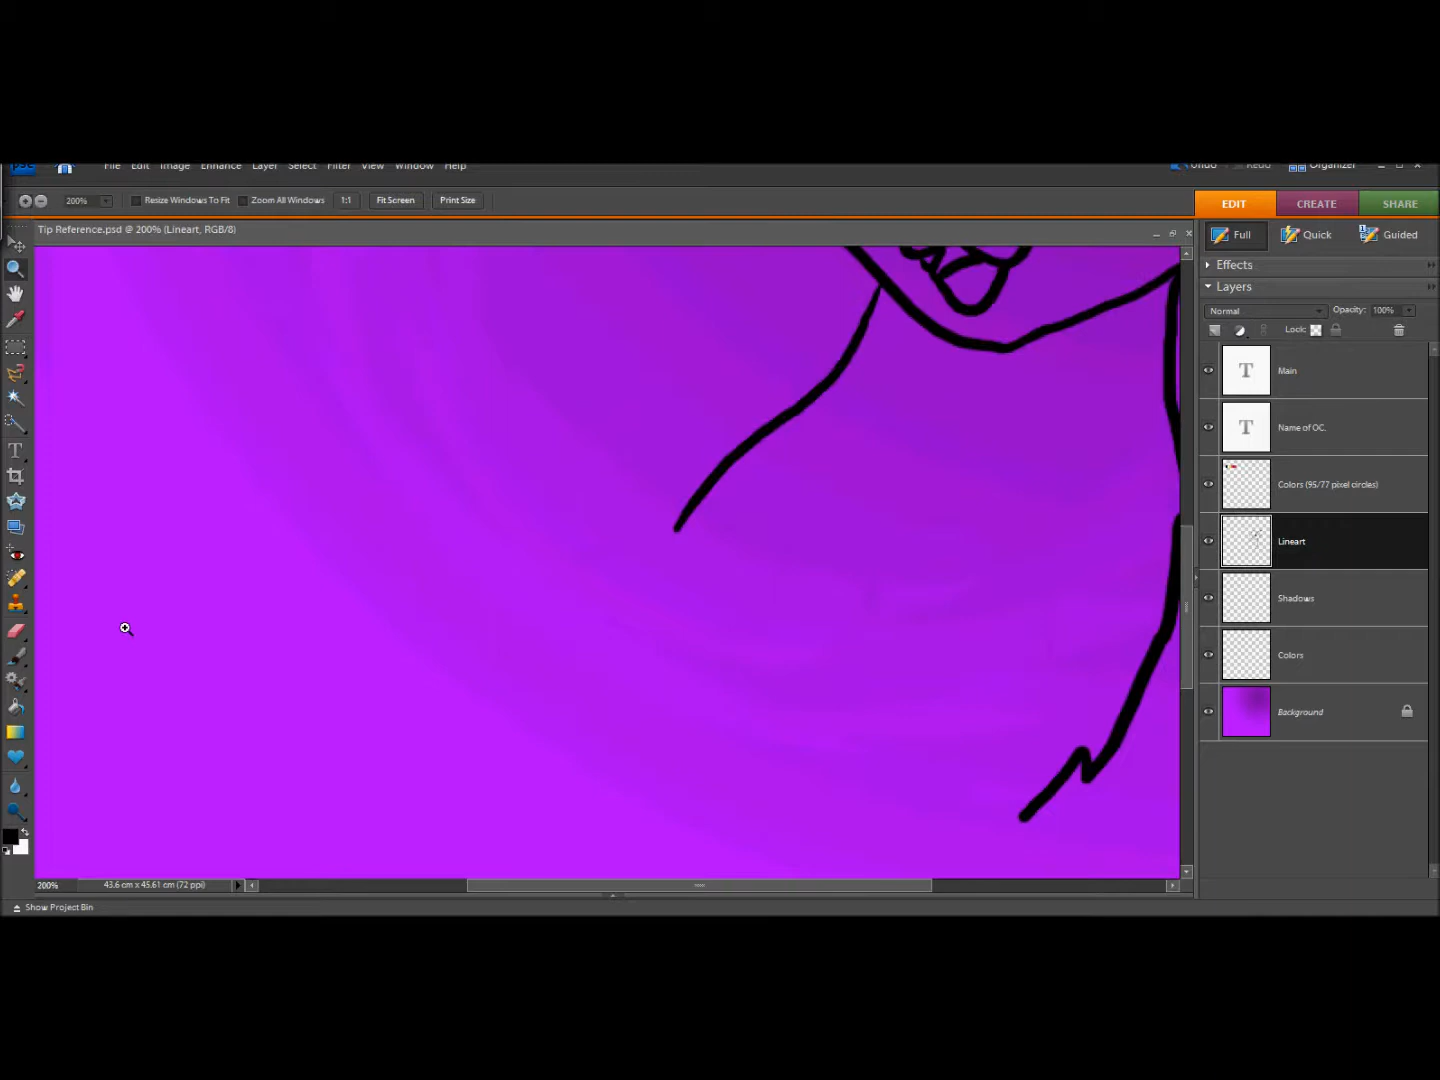 File Edit Image Enhance Layer Select Filter View Window Help Undo Redo Organizer
200% Resize Windows To Fit Zoom All Windows 1:1 Fit Screen Print Size
EDIT CREATE SHARE
Tip Reference.psd @ 200% (Lineart, RGB/8)
Full Quick Guided
Effects
Layers
Normal Opacity: 100%
Lock:
T Main
T Name of OC.
Colors (95/77 pixel circles)
Lineart
Shadows
Colors
Background
200% 43.6 cm x 45.61 cm (72 ppi)
Show Project Bin